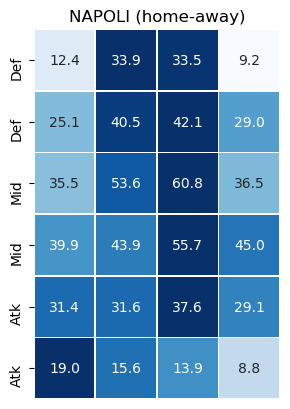 NAPOLI (home-away)
Def 12.4 33.9 33.5 9.2
Def 25.1 40.5 42.1 29.0
Mid 35.5 53.6 60.8 36.5
Mid 39.9 43.9 55.7 45.0
Atk 31.4 31.6 37.6 29.1
Atk 19.0 15.6 13.9 8.8